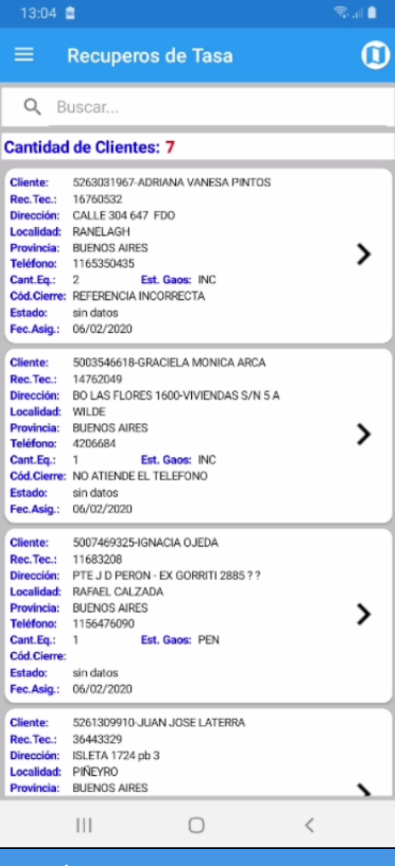 13:04
Recuperos de Tasa
Buscar...
Cantidad de Clientes: 7
Cliente: 5263031967-ADRIANA VANESA PINTOS
Rec.Tec.: 16760532
Dirección: CALLE 304 647 FDO
Localidad: RANELAGH
Provincia: BUENOS AIRES
Teléfono: 1165350435
Cant.Eq.: 2 Est. Gaos: INC
Cód.Cierre: REFERENCIA INCORRECTA
Estado: sin datos
Fec.Asig.: 06/02/2020
Cliente: 5003546618-GRACIELA MONICA ARCA
Rec.Tec.: 14762049
Dirección: BO LAS FLORES 1600-VIVIENDAS S/N 5 A
Localidad: WILDE
Provincia: BUENOS AIRES
Teléfono: 4206684
Cant.Eq.: 1 Est. Gaos: INC
Cód.Cierre: NO ATIENDE EL TELEFONO
Estado: sin datos
Fec.Asig.: 06/02/2020
Cliente: 5007469325-IGNACIA OJEDA
Rec.Tec.: 11683208
Dirección: PTE J D PERON - EX GORRITI 2885 ? ?
Localidad: RAFAEL CALZADA
Provincia: BUENOS AIRES
Teléfono: 1156476090
Cant.Eq.: 1 Est. Gaos: PEN
Cód.Cierre:
Estado: sin datos
Fec.Asig.: 06/02/2020
Cliente: 5261309910-JUAN JOSE LATERRA
Rec.Tec.: 36443329
Dirección: ISLETA 1724 pb 3
Localidad: PIÑEYRO
Provincia: BUENOS AIRES